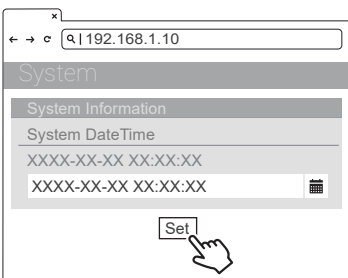 192.168.1.10
System
System Information
System DateTime
XXXX-XX-XX XX:XX:XX
XXXX-XX-XX XX:XX:XX
Set